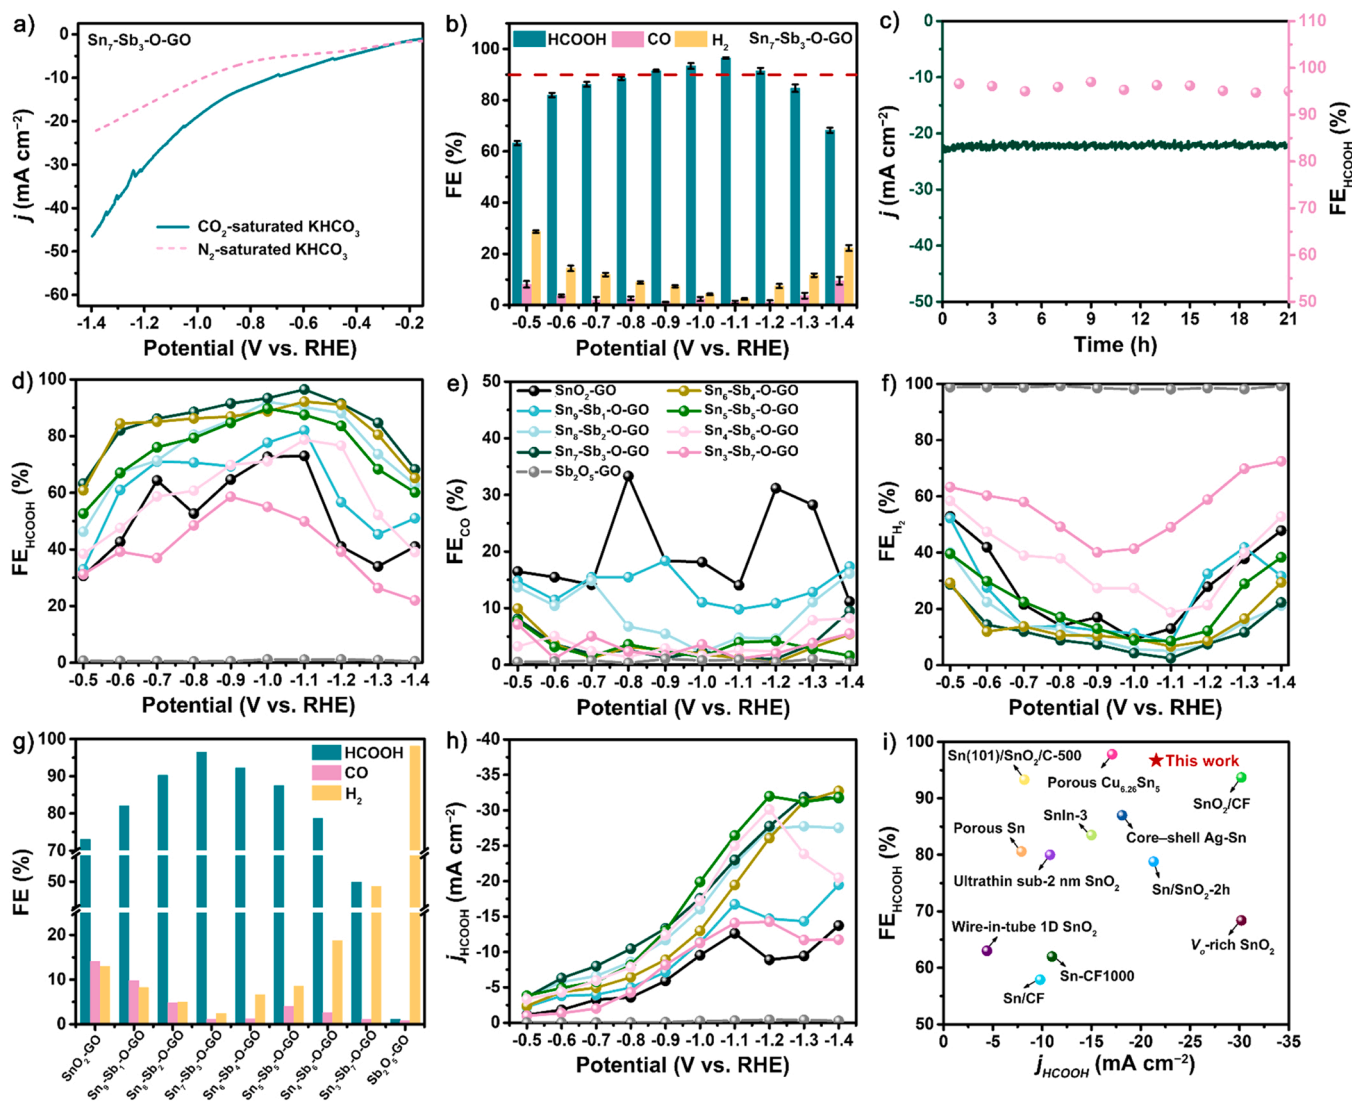 a)
Sn7-Sb3-O-GO
0
-10
-20
-30
-40
-50
-60
j (mA cm⁻²)
CO2-saturated KHCO3
N2-saturated KHCO3
-1.4 -1.2 -1.0 -0.8 -0.6 -0.4 -0.2
Potential (V vs. RHE)
b)
HCOOH CO H2 Sn7-Sb3-O-GO
100
80
60
40
20
0
FE (%)
-0.5 -0.6 -0.7 -0.8 -0.9 -1.0 -1.1 -1.2 -1.3 -1.4
Potential (V vs. RHE)
c)
0
-10
-20
-30
-40
-50
j (mA cm⁻²)
110
100
90
80
70
60
50
FE HCOOH (%)
0 3 6 9 12 15 18 21
Time (h)
d)
100
80
60
40
20
0
FE HCOOH (%)
-0.5 -0.6 -0.7 -0.8 -0.9 -1.0 -1.1 -1.2 -1.3 -1.4
Potential (V vs. RHE)
e)
50
40
30
20
10
0
FE CO (%)
SnO2-GO
Sn9-Sb1-O-GO
Sn8-Sb2-O-GO
Sn7-Sb3-O-GO
Sb2O5-GO
Sn6-Sb4-O-GO
Sn5-Sb5-O-GO
Sn4-Sb6-O-GO
Sn3-Sb7-O-GO
-0.5 -0.6 -0.7 -0.8 -0.9 -1.0 -1.1 -1.2 -1.3 -1.4
Potential (V vs. RHE)
f)
100
80
60
40
20
0
FE H2 (%)
-0.5 -0.6 -0.7 -0.8 -0.9 -1.0 -1.1 -1.2 -1.3 -1.4
Potential (V vs. RHE)
g)
100
90
80
70
50
20
10
0
FE (%)
HCOOH
CO
H2
SnO2-GO
Sn9-Sb1-O-GO
Sn8-Sb2-O-GO
Sn7-Sb3-O-GO
Sn6-Sb4-O-GO
Sn5-Sb5-O-GO
Sn4-Sb6-O-GO
Sn3-Sb7-O-GO
Sb2O5-GO
h)
-40
-35
-30
-25
-20
-15
-10
-5
0
j HCOOH (mA cm⁻²)
-0.5 -0.6 -0.7 -0.8 -0.9 -1.0 -1.1 -1.2 -1.3 -1.4
Potential (V vs. RHE)
i)
100
90
80
70
60
50
FE HCOOH (%)
Sn(101)/SnO2/C-500
This work
Porous Cu6.26Sn5
SnO2/CF
SnIn-3
Porous Sn
Core–shell Ag-Sn
Ultrathin sub-2 nm SnO2
Sn/SnO2-2h
Wire-in-tube 1D SnO2
Vo-rich SnO2
Sn-CF1000
Sn/CF
0 -5 -10 -15 -20 -25 -30 -35
j HCOOH (mA cm⁻²)